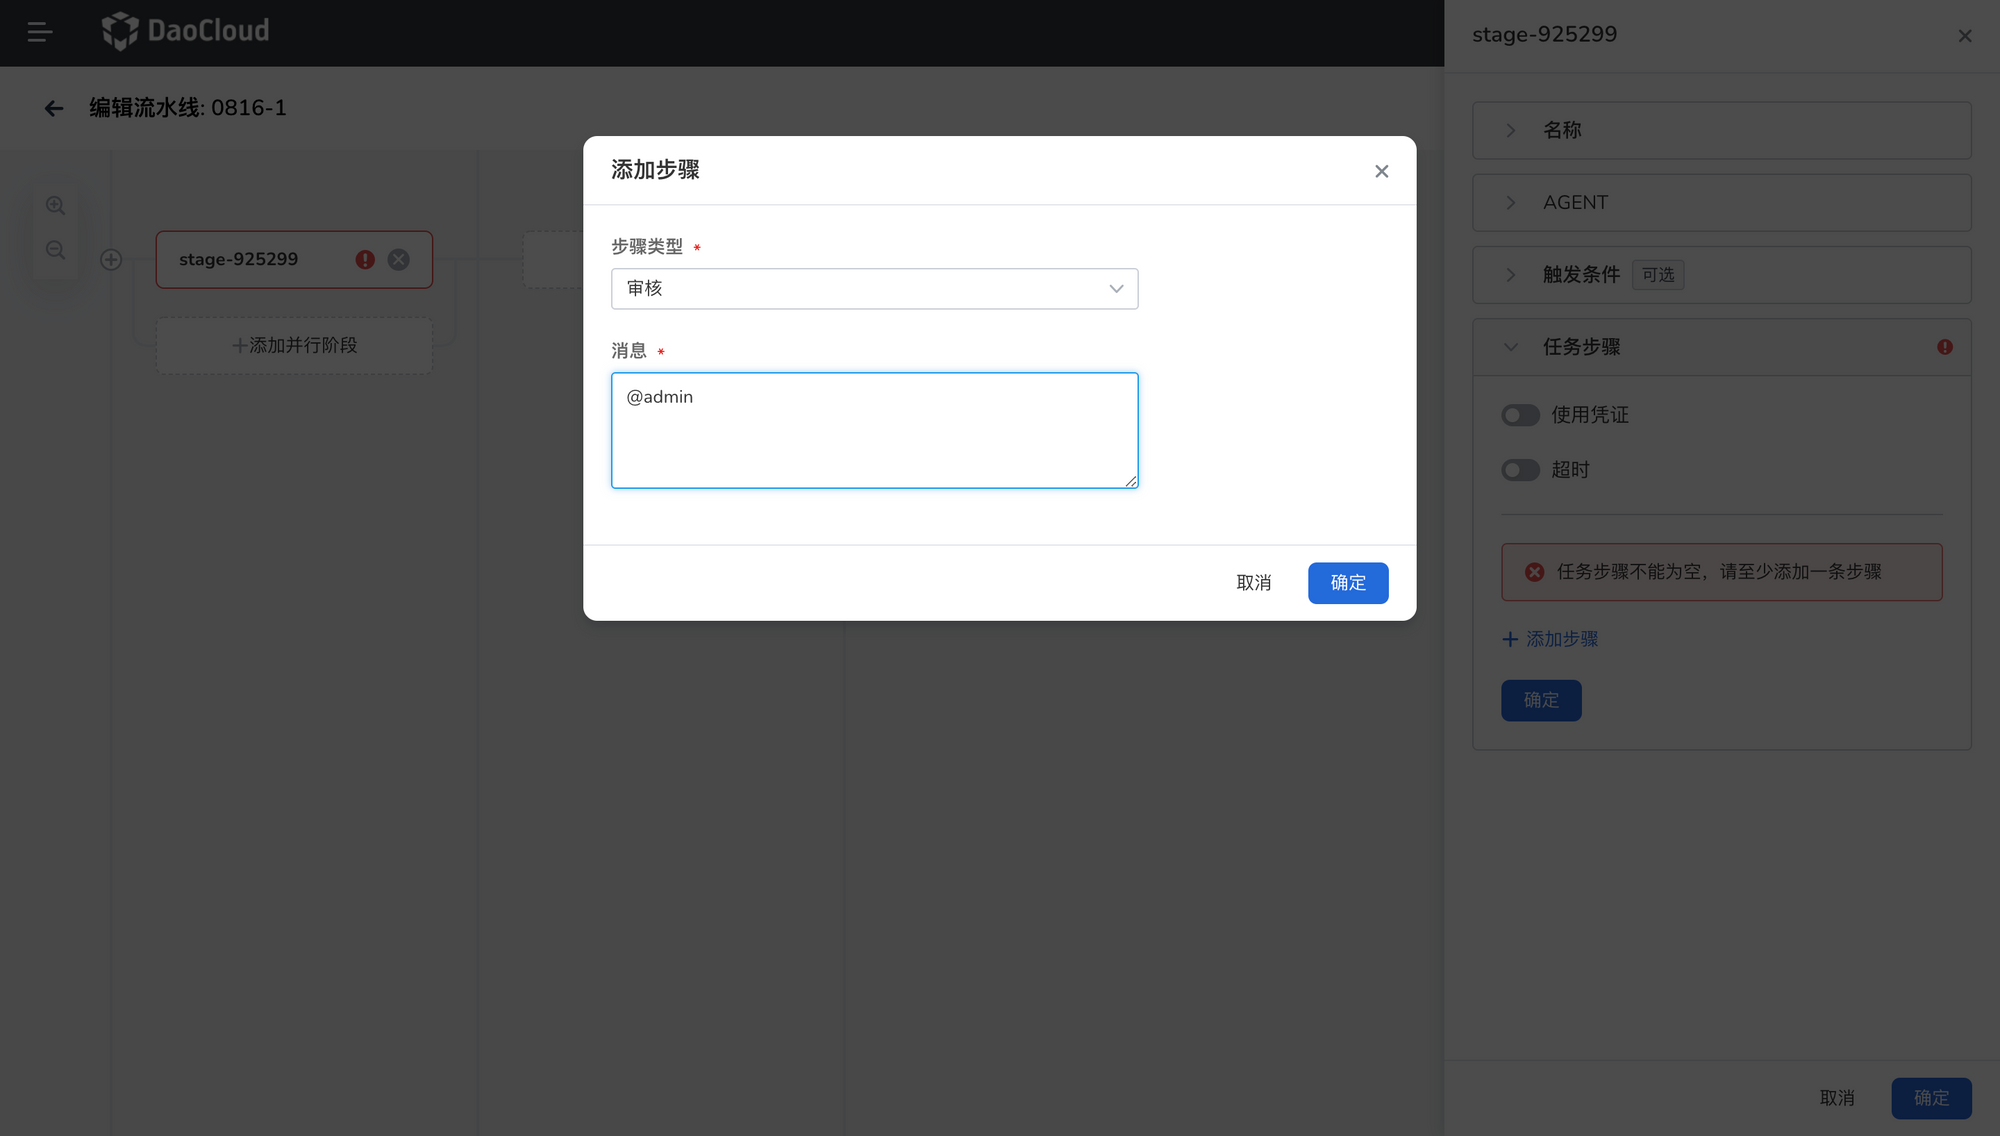 DaoCloud
编辑流水线: 0816-1
stage-925299
添加并行阶段
添加步骤
步骤类型 *
审核
消息 *
@admin
取消
确定
stage-925299
名称
AGENT
触发条件 可选
任务步骤
使用凭证
超时
任务步骤不能为空，请至少添加一条步骤
添加步骤
确定
取消
确定